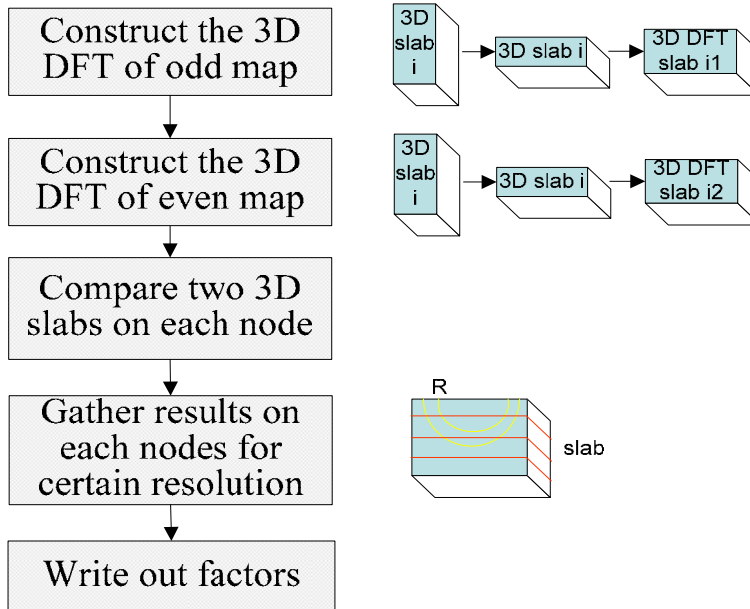 Construct the 3D
DFT of odd map
3D
slab
i
3D slab i
3D DFT
slab i1
Construct the 3D
DFT of even map
3D
slab
i
3D slab i
3D DFT
slab i2
Compare two 3D
slabs on each node
Gather results on
each nodes for
certain resolution
R
slab
Write out factors